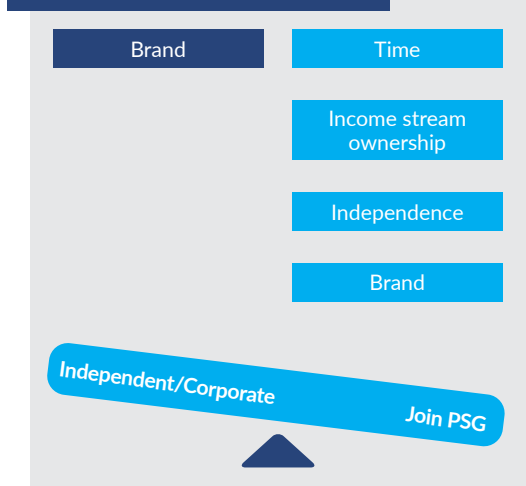 Brand
Time
Income stream
ownership
Independence
Brand
Independent/Corporate
Join PSG